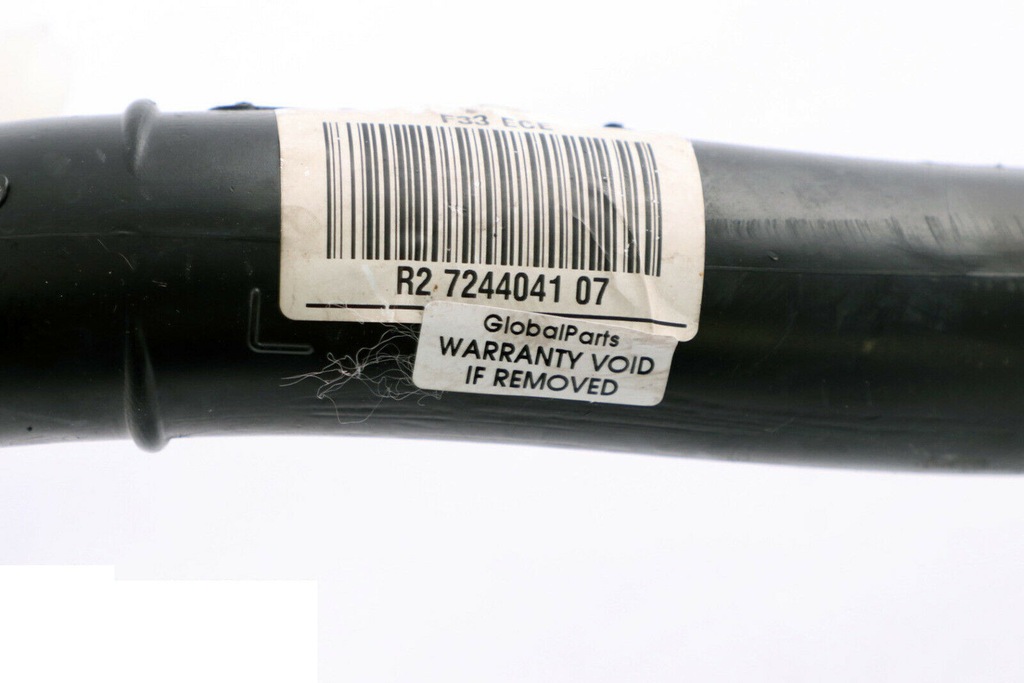 F33 ECE
R2 7244041 07
GlobalParts
WARRANTY VOID
IF REMOVED
L